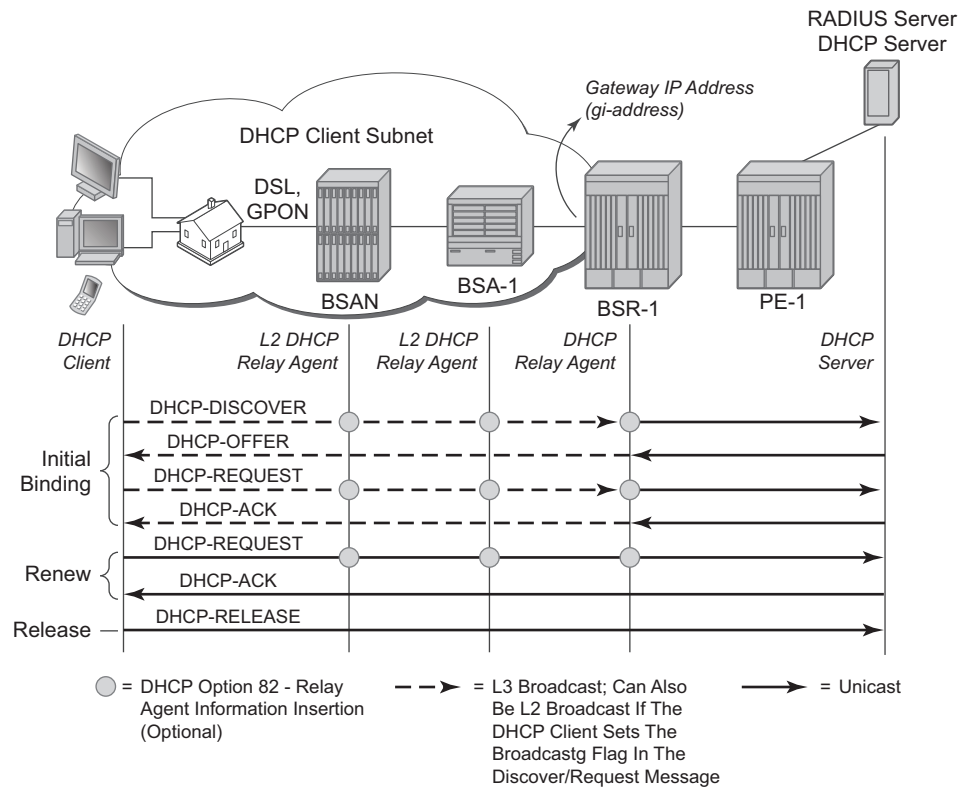 RADIUS Server
DHCP Server
Gateway IP Address
(gi-address)
DHCP Client Subnet
DSL,
GPON
BSAN
BSA-1
BSR-1
PE-1
DHCP
Client
L2 DHCP
Relay Agent
L2 DHCP
Relay Agent
DHCP
Relay Agent
DHCP
Server
Initial
Binding
DHCP-DISCOVER
DHCP-OFFER
DHCP-REQUEST
DHCP-ACK
Renew
DHCP-REQUEST
DHCP-ACK
Release
DHCP-RELEASE
= DHCP Option 82 - Relay
Agent Information Insertion
(Optional)
= L3 Broadcast; Can Also
Be L2 Broadcast If The
DHCP Client Sets The
Broadcastg Flag In The
Discover/Request Message
= Unicast